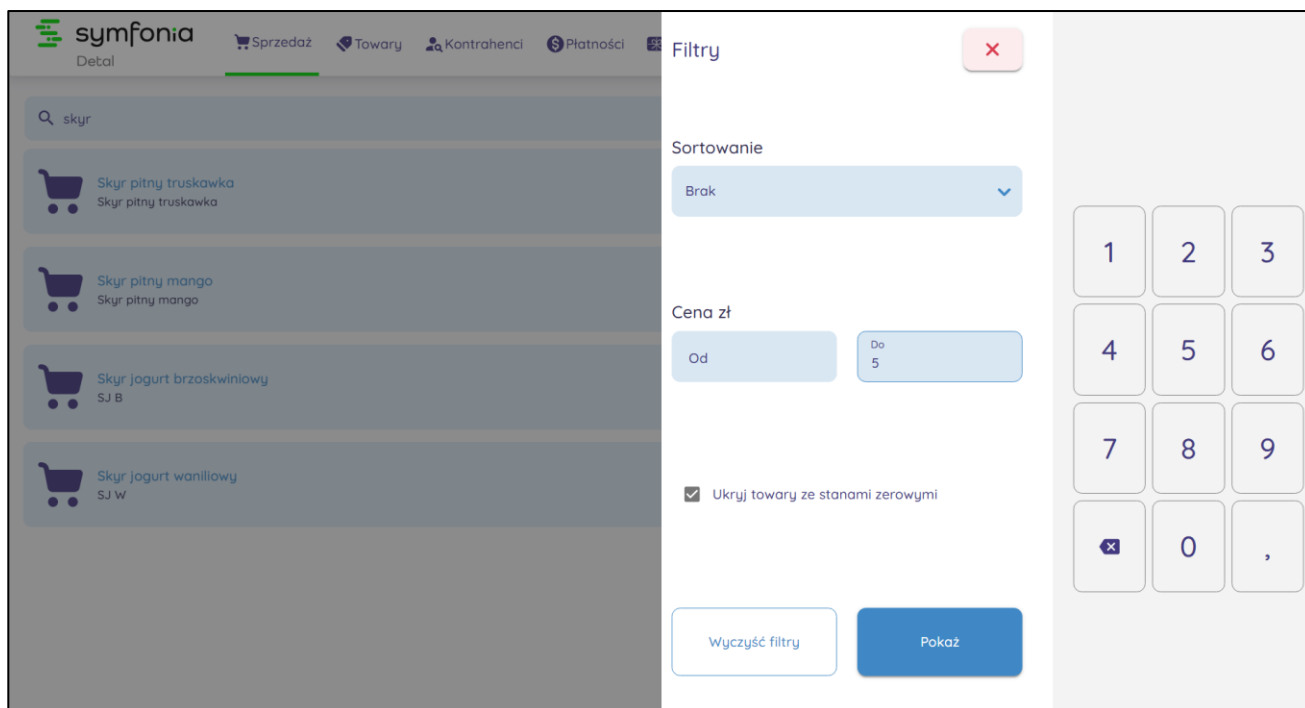 symfonia
Detal
Sprzedaż
Towary
Kontrahenci
Płatności
skyr
Skyr pitny truskawka
Skyr pitny truskawka
Skyr pitny mango
Skyr pitny mango
Skyr jogurt brzoskwiniowy
SJ B
Skyr jogurt waniliowy
SJ W
Filtry
Sortowanie
Brak
Cena zł
Od
Do
5
Ukryj towary ze stanami zerowymi
Wyczyść filtry
Pokaż
1 2 3
4 5 6
7 8 9
0 ,